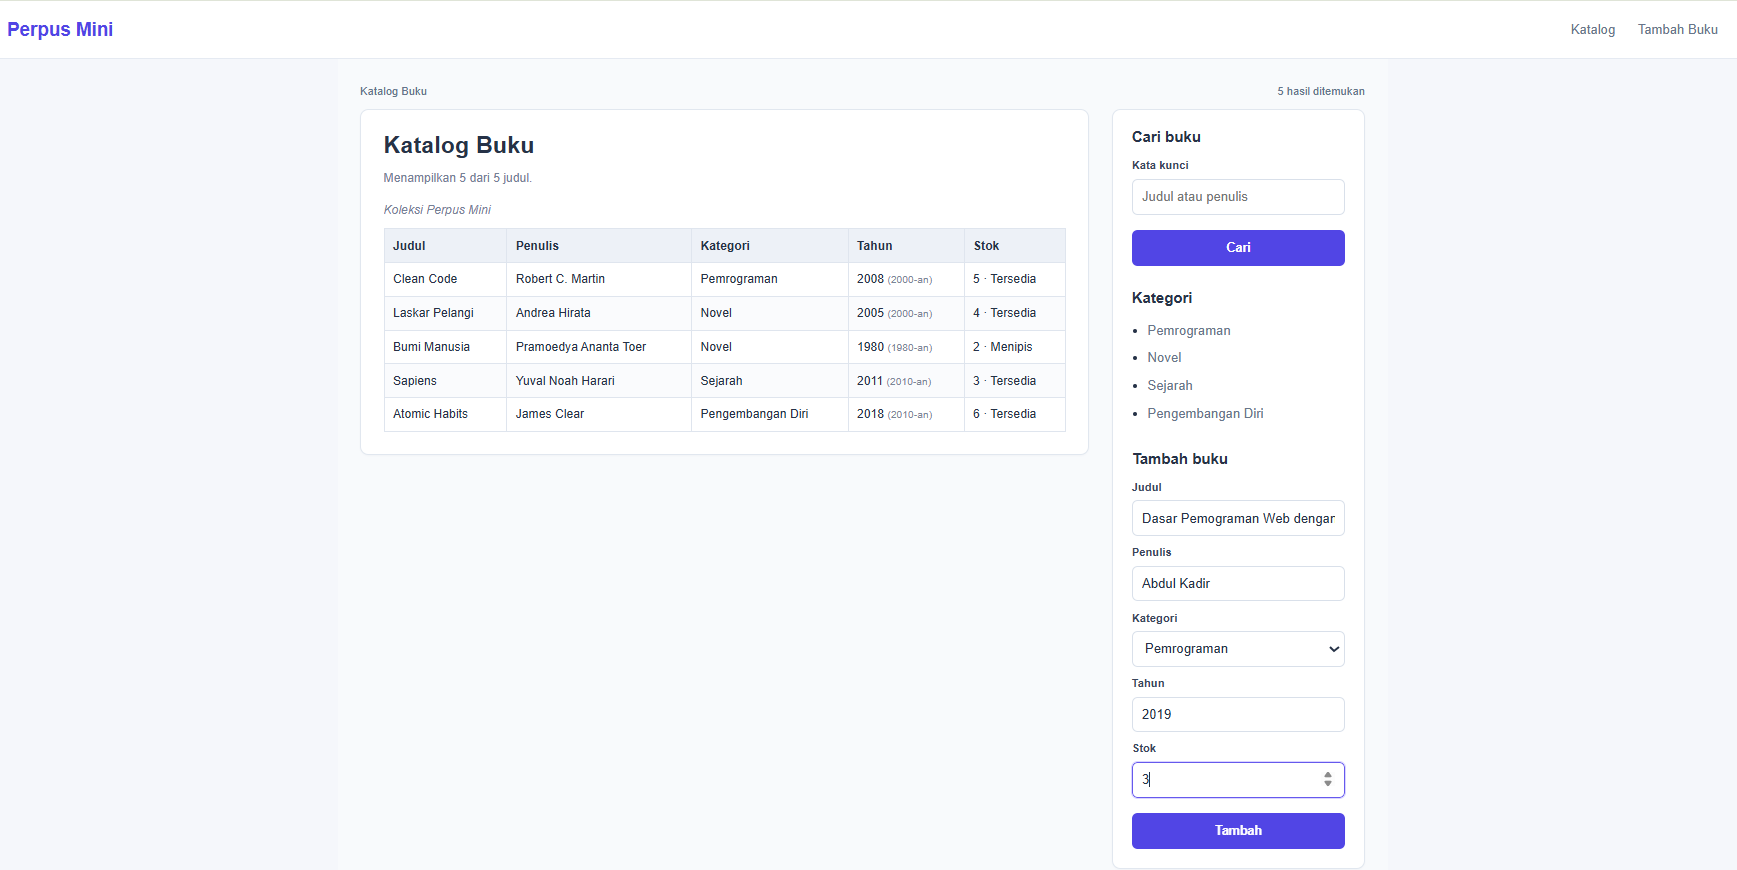 Perpus Mini
Katalog Tambah Buku
Katalog Buku
5 hasil ditemukan
Katalog Buku
Menampilkan 5 dari 5 judul.
Koleksi Perpus Mini
Judul Penulis Kategori Tahun Stok
Clean Code Robert C. Martin Pemrograman 2008 (2000-an) 5 · Tersedia
Laskar Pelangi Andrea Hirata Novel 2005 (2000-an) 4 · Tersedia
Bumi Manusia Pramoedya Ananta Toer Novel 1980 (1980-an) 2 · Menipis
Sapiens Yuval Noah Harari Sejarah 2011 (2010-an) 3 · Tersedia
Atomic Habits James Clear Pengembangan Diri 2018 (2010-an) 6 · Tersedia
Cari buku
Kata kunci
Judul atau penulis
Cari
Kategori
• Pemrograman
• Novel
• Sejarah
• Pengembangan Diri
Tambah buku
Judul
Dasar Pemograman Web dengan
Penulis
Abdul Kadir
Kategori
Pemrograman
Tahun
2019
Stok
3
Tambah